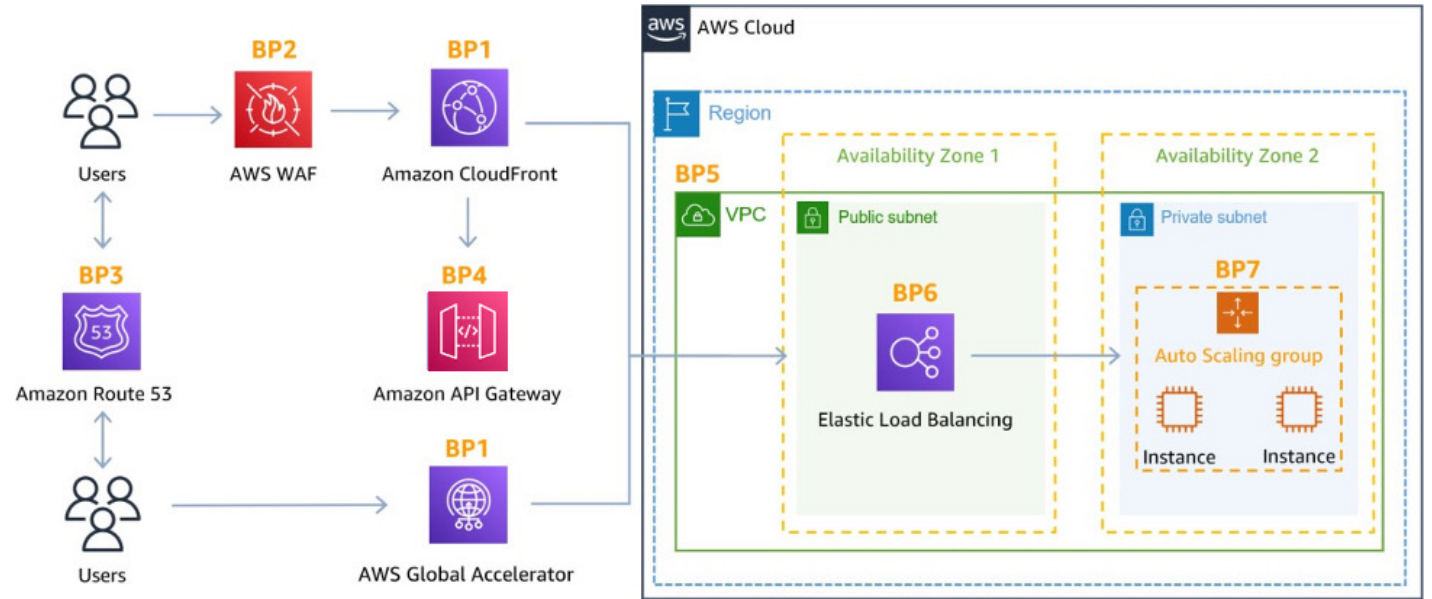 aws
AWS Cloud
BP2
BP1
Region
Availability Zone 1
Availability Zone 2
Users
AWS WAF
Amazon CloudFront
BP5
VPC
Public subnet
Private subnet
BP3
BP4
BP6
BP7
53
</>
Auto Scaling group
Amazon Route 53
Amazon API Gateway
Elastic Load Balancing
BP1
Instance
Instance
Users
AWS Global Accelerator